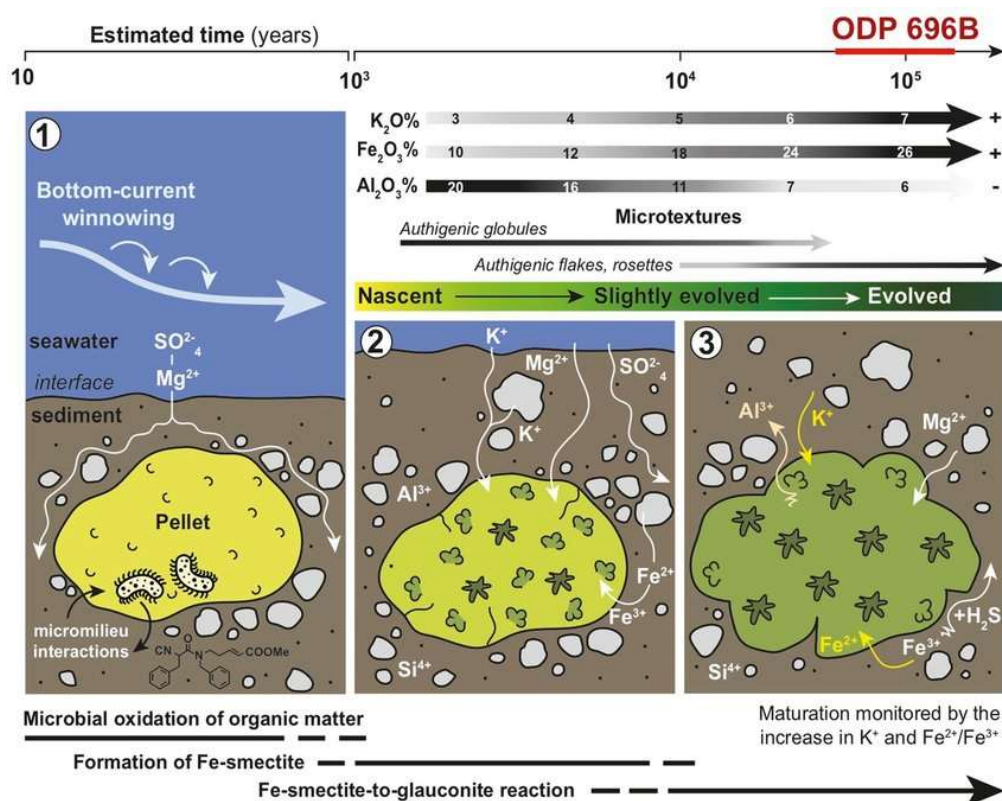 Estimated time (years)
ODP 696B
10
10³
10⁴
10⁵
K₂O% 3 4 5 6 7 +
Fe₂O₃% 10 12 18 24 26 +
Al₂O₃% 20 16 11 7 6 -
Microtextures
Authigenic globules
Authigenic flakes, rosettes
Nascent Slightly evolved Evolved
1
Bottom-current
winnowing
seawater
SO₄²⁻
Mg²⁺
interface
sediment
Pellet
micromilieu
interactions
CN
O
N
COOMe
2
K⁺
Mg²⁺
SO₄²⁻
K⁺
Al³⁺
Fe²⁺
Fe³⁺
Si⁴⁺
3
Al³⁺
K⁺
Mg²⁺
+H₂S
Fe²⁺
Fe³⁺
Si⁴⁺
Microbial oxidation of organic matter
Formation of Fe-smectite
Fe-smectite-to-glauconite reaction
Maturation monitored by the
increase in K⁺ and Fe²⁺/Fe³⁺